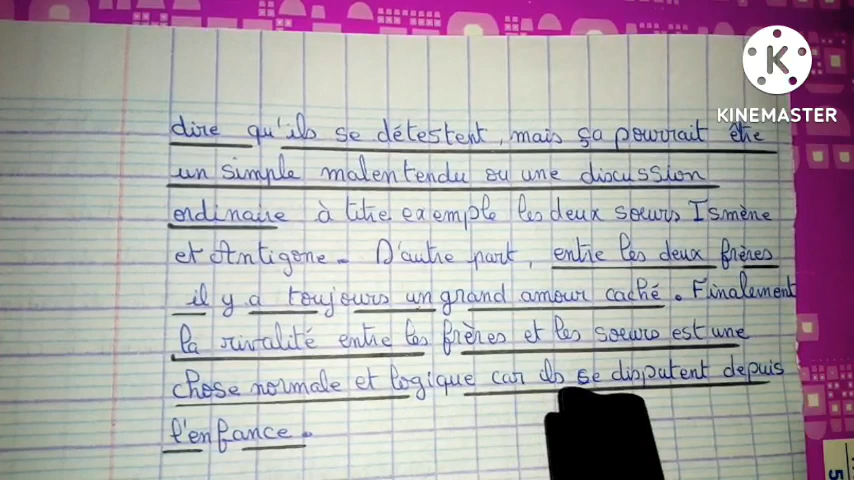 KINEMASTER
dire qu'ils se détestent, mais ça pourrait être
un simple malentendu ou une discussion
ordinaire à titre exemple les deux soeurs Ismène
et Antigone. D'autre part, entre les deux frères
il y a toujours un grand amour caché. Finalement
la rivalité entre les frères et les soeurs est une
chose normale et logique car ils se disputent depuis
l'enfance.